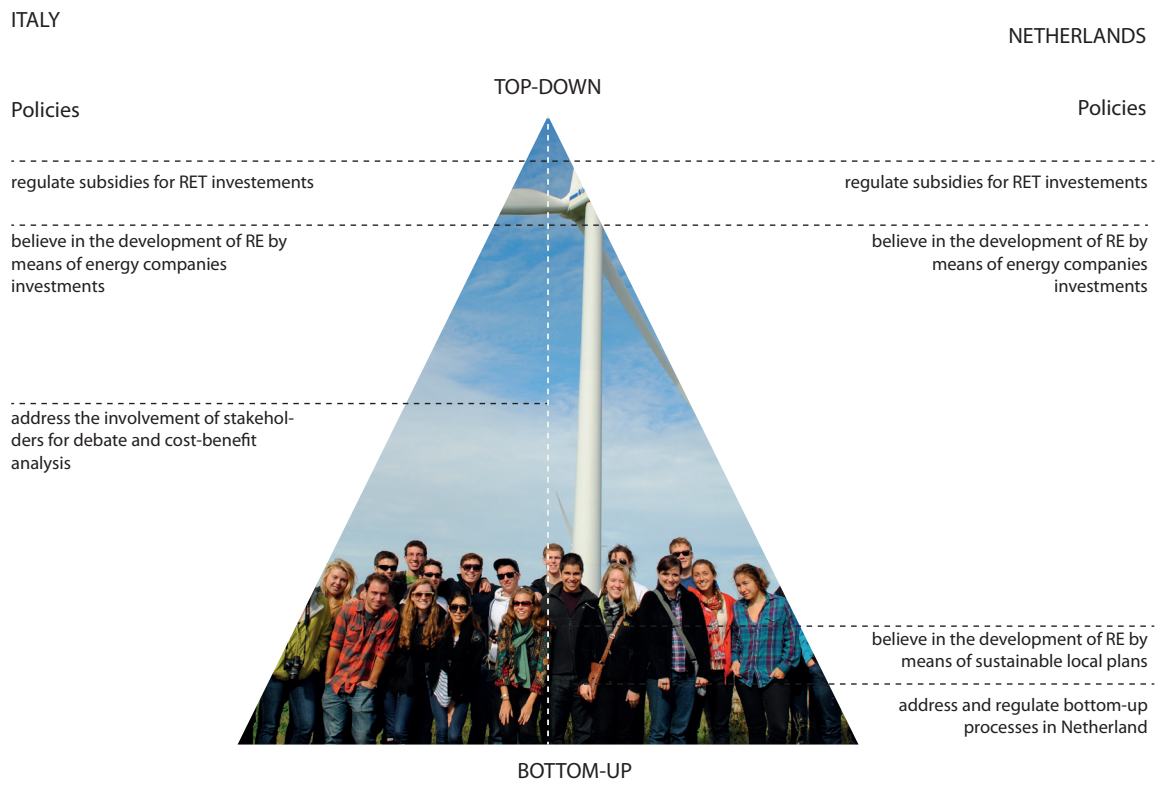 ITALY
NETHERLANDS
TOP-DOWN
Policies
Policies
regulate subsidies for RET investements
regulate subsidies for RET investements
believe in the development of RE by
means of energy companies
investments
believe in the development of RE by
means of energy companies
investments
address the involvement of stakehol-
ders for debate and cost-benefit
analysis
believe in the development of RE by
means of sustainable local plans
address and regulate bottom-up
processes in Netherland
BOTTOM-UP